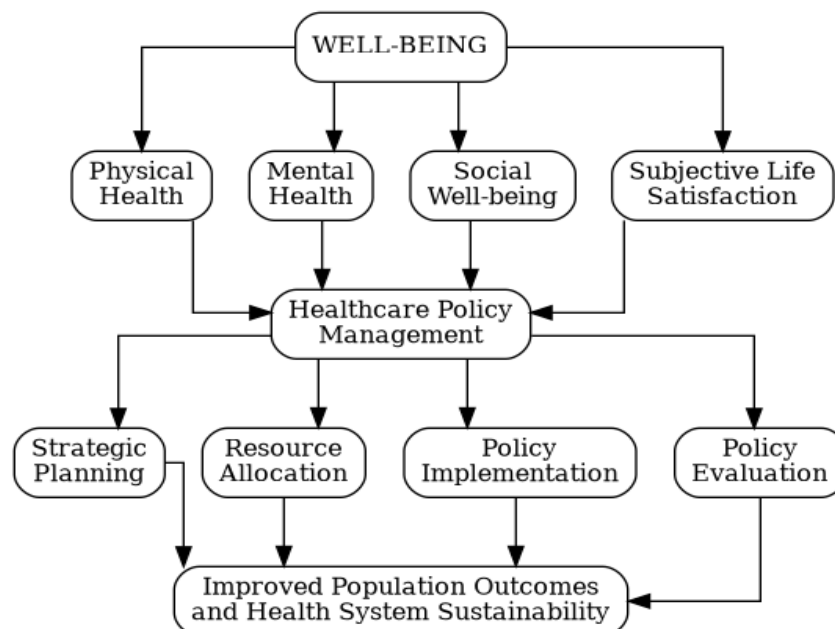 WELL-BEING
Physical
Health
Mental
Health
Social
Well-being
Subjective Life
Satisfaction
Healthcare Policy
Management
Strategic
Planning
Resource
Allocation
Policy
Implementation
Policy
Evaluation
Improved Population Outcomes
and Health System Sustainability